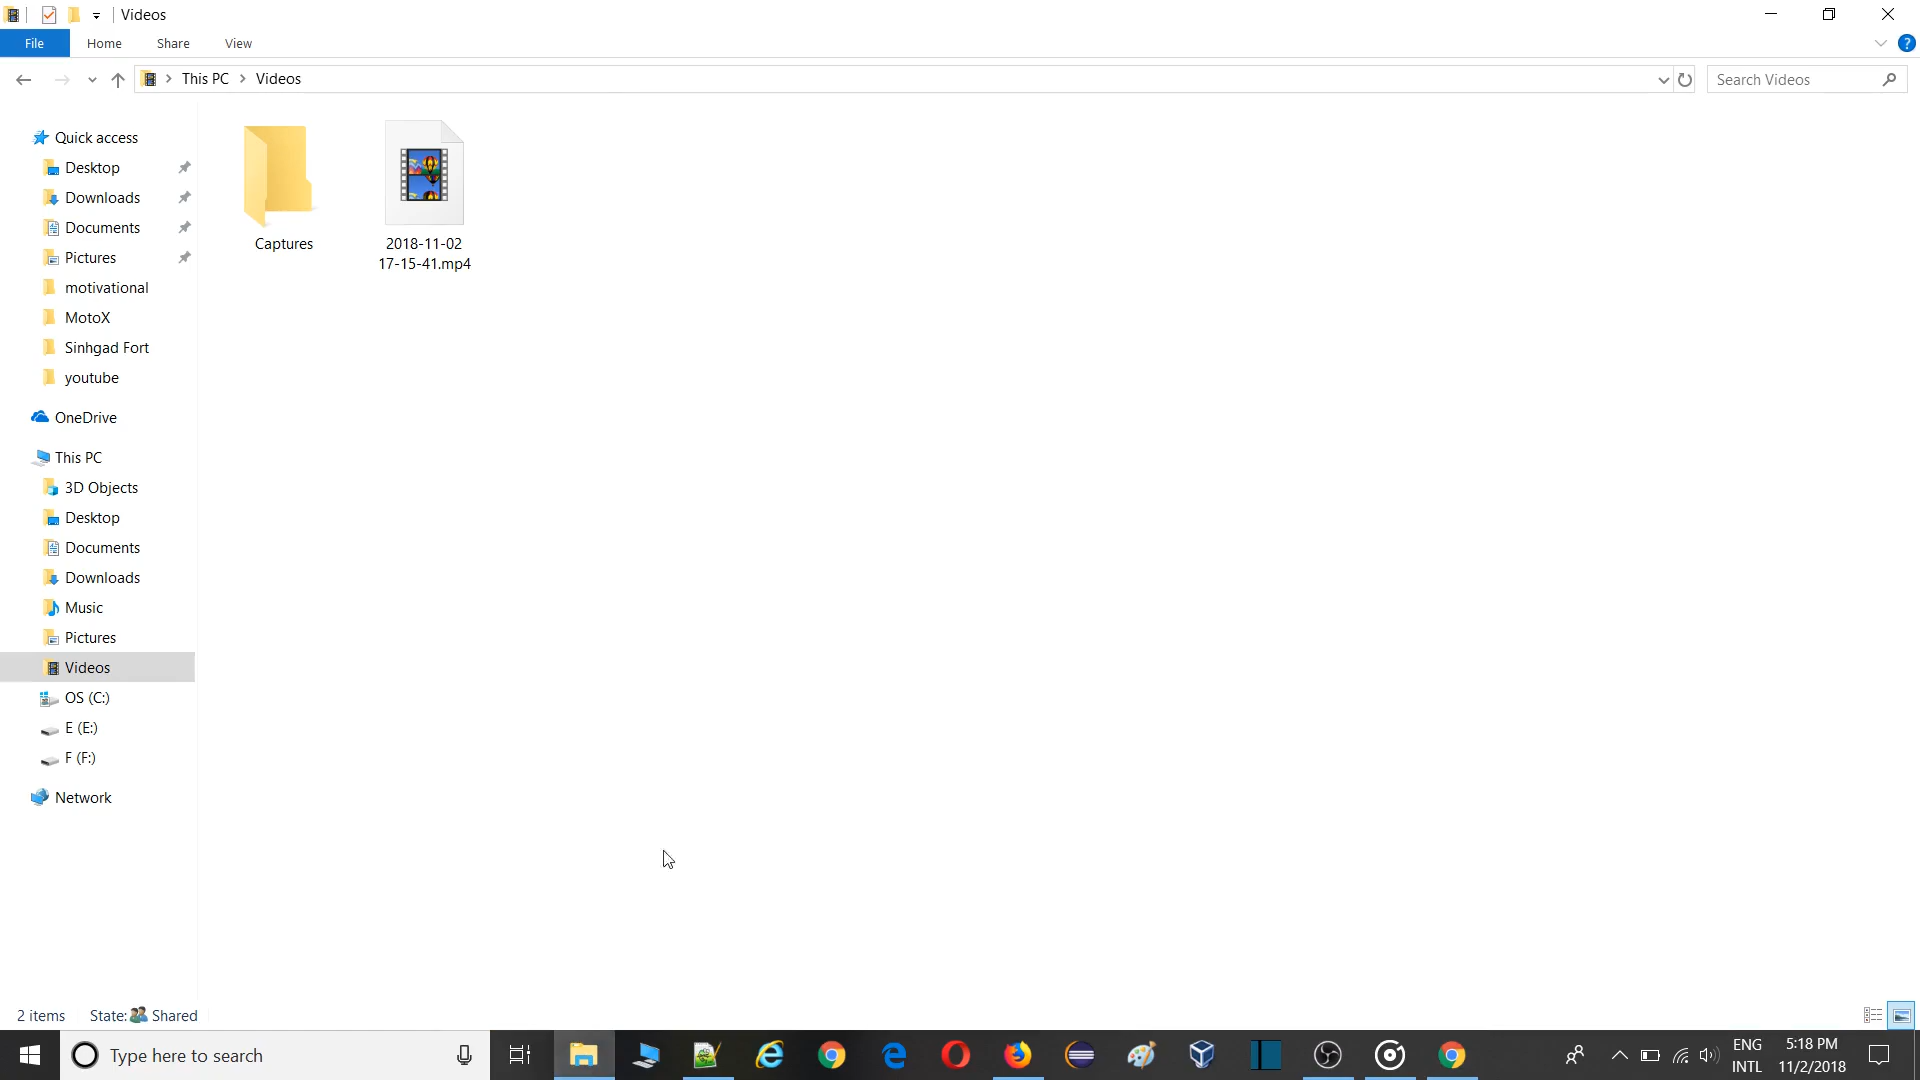 Videos
File Home Share View
This PC Videos
Search Videos
Quick access
Desktop
Downloads
Documents
Pictures
motivational
MotoX
Sinhgad Fort
youtube
OneDrive
This PC
3D Objects
Desktop
Documents
Downloads
Music
Pictures
Videos
OS (C:)
E (E:)
F (F:)
Network
Captures
2018-11-02
17-15-41.mp4
2 items State: Shared
Type here to search
ENG
INTL
5:18 PM
11/2/2018